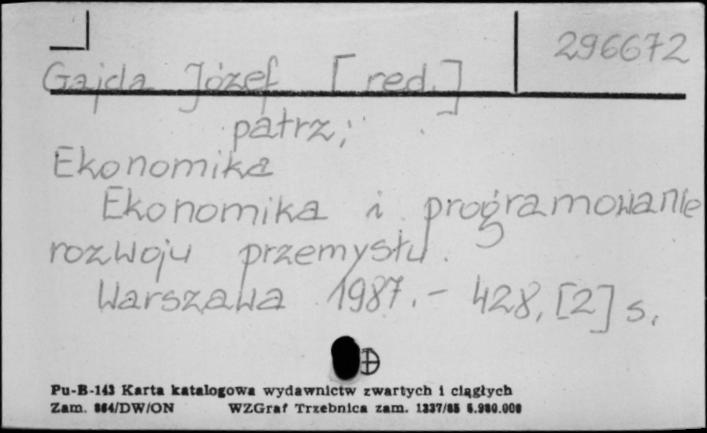 296672
Gajda Józef [red.]
patrz;
Ekonomika
Ekonomika i programowanie
rozwoju przemysłu.
Warszawa 1987.- 428, [2] s.
Pu-B-143 Karta katalogowa wydawnictw zwartych i ciągłych
Zam. 864/DW/ON WZGraf Trzebnica zam. 1337/85 5.980.000